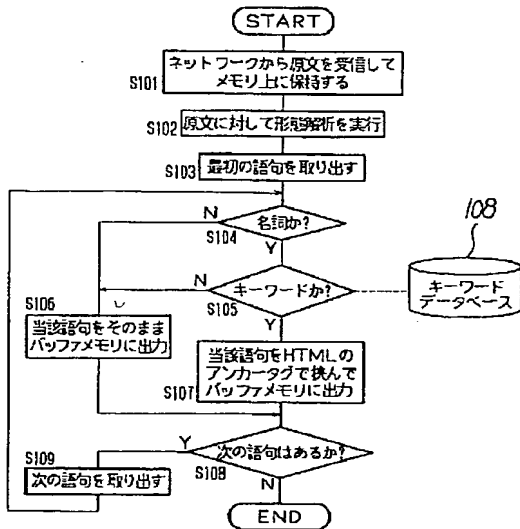 START
ネットワークから原文を受信して
メモリ上に保持する
S101
原文に対して形態解析を実行
S102
最初の語句を取り出す
S103
N
名詞か?
S104
Y
108
N
キーワードか?
S105
Y
キーワード
データベース
S106
当該語句をそのまま
バッファメモリに出力
当該語句をHTMLの
アンカータグで挟んで
バッファメモリに出力
S107
Y
次の語句はあるか?
S108
S109
次の語句を取り出す
N
END